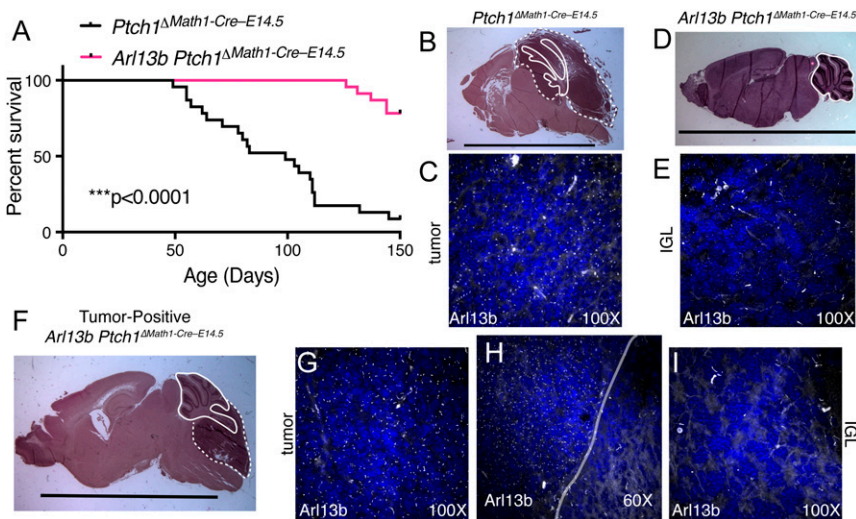 A
Ptch1ΔMath1-Cre–E14.5
Arl13b Ptch1ΔMath1-Cre–E14.5
100
50
0
Percent survival
***p<0.0001
0 50 100 150
Age (Days)
B
Ptch1ΔMath1-Cre–E14.5
C
tumor
Arl13b 100X
D
Arl13b Ptch1ΔMath1-Cre–E14.5
E
IGL
Arl13b 100X
F
Tumor-Positive
Arl13b Ptch1ΔMath1-Cre–E14.5
G
tumor
Arl13b 100X
H
Arl13b 60X
I
IGL
Arl13b 100X